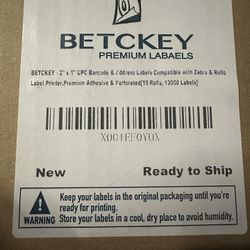 BETCKEY
PREMIUM LABAELS
BETCKEY - 2" x 1" UPC Barcode & Address Labels Compatible with Zebra & Rollo
Label Printer,Premium Adhesive & Perforated[10 Rolls, 13000 Labels]
New
Ready to Ship
WARNING
Keep your labels in the original packaging until you're
ready for printing.
Store your labels in a cool, dry place to avoid humidity.